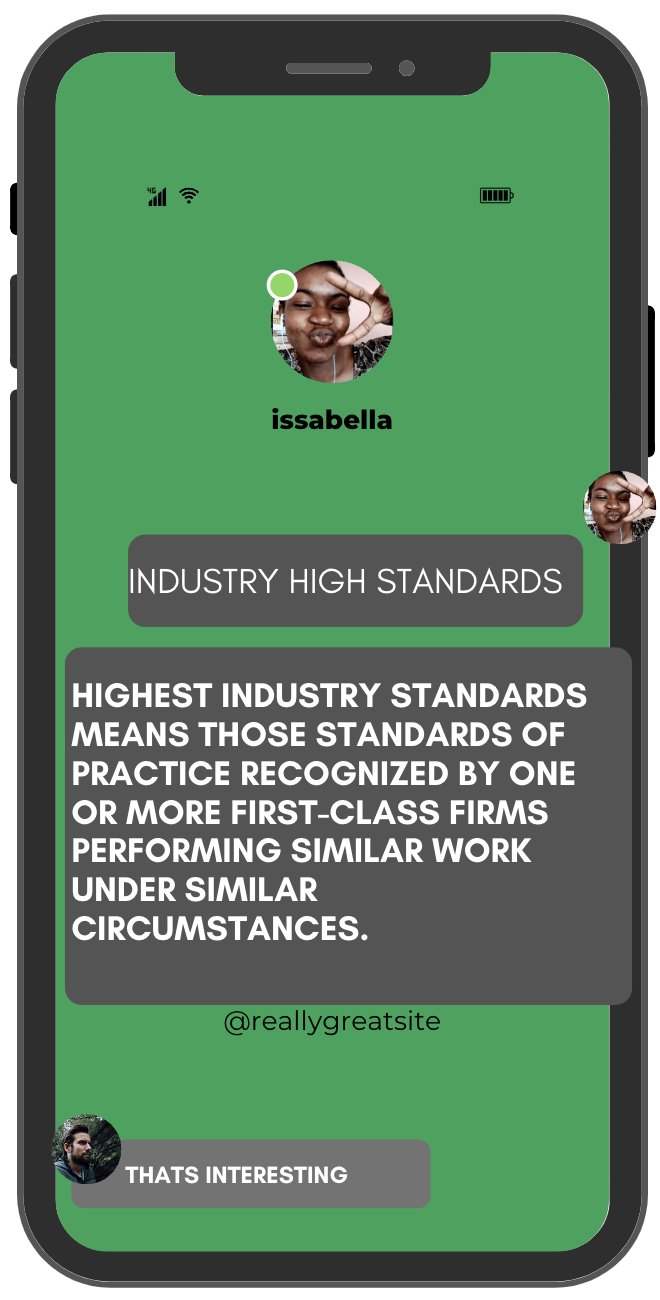 4G
issabella
INDUSTRY HIGH STANDARDS
HIGHEST INDUSTRY STANDARDS
MEANS THOSE STANDARDS OF
PRACTICE RECOGNIZED BY ONE
OR MORE FIRST-CLASS FIRMS
PERFORMING SIMILAR WORK
UNDER SIMILAR
CIRCUMSTANCES.
@reallygreatsite
THATS INTERESTING